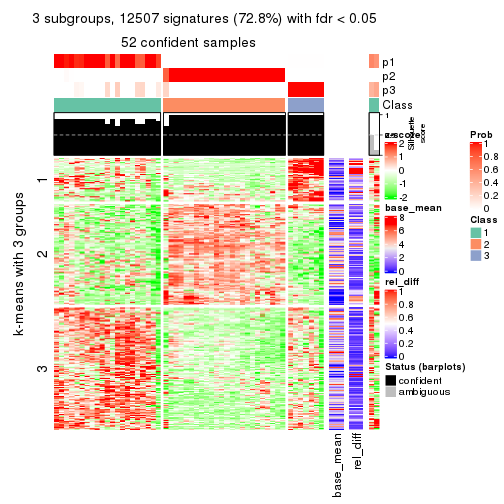 3 subgroups, 12507 signatures (72.8%) with fdr < 0.05
52 confident samples
p1
p2
p3
Class
1
Silhouette
score
k-means with 3 groups
1
2
3
base_mean
rel_diff
z-score
2
1
0
-1
-2
base_mean
8
6
4
2
0
rel_diff
1
0.8
0.6
0.4
0.2
0
Status (barplots)
confident
ambiguous
Prob
1
0.8
0.6
0.4
0.2
0
Class
1
2
3